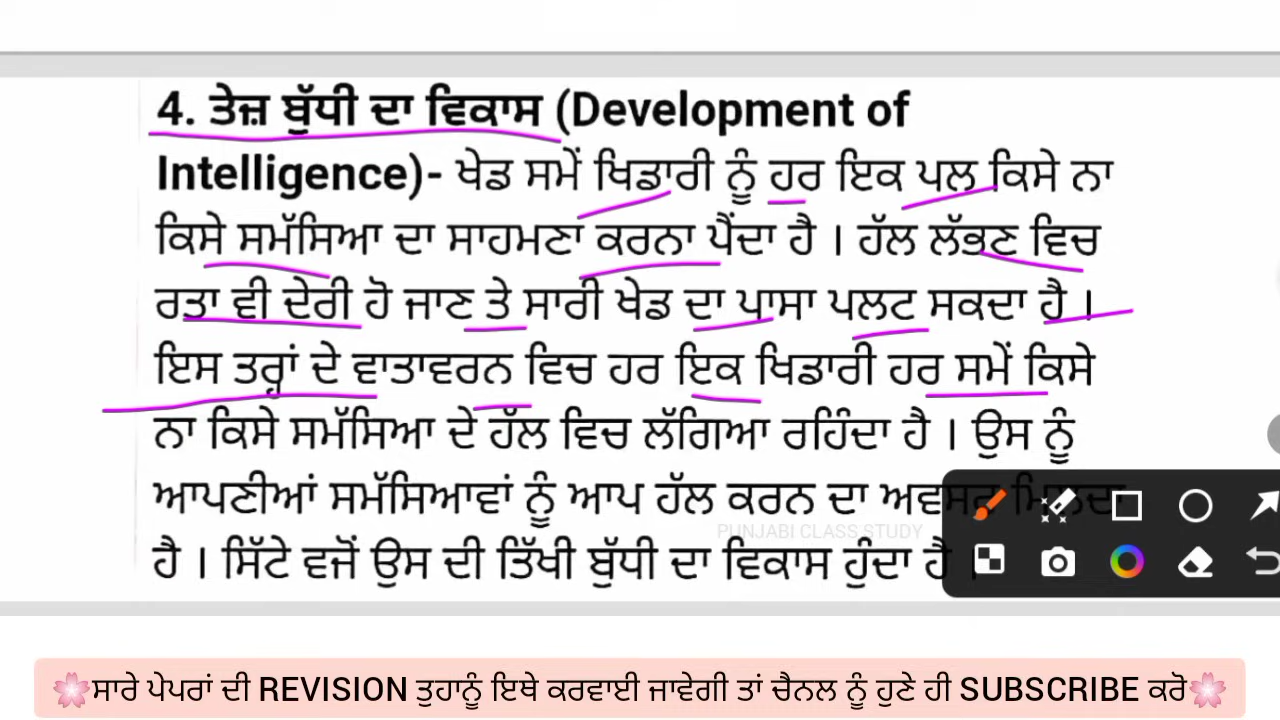 4. ਤੇਜ਼ ਬੁੱਧੀ ਦਾ ਵਿਕਾਸ (Development of
Intelligence)- ਖੇਡ ਸਮੇਂ ਖਿਡਾਰੀ ਨੂੰ ਹਰ ਇਕ ਪਲ ਕਿਸੇ ਨਾ
ਕਿਸੇ ਸਮੱਸਿਆ ਦਾ ਸਾਹਮਣਾ ਕਰਨਾ ਪੈਂਦਾ ਹੈ । ਹੱਲ ਲੱਭਣ ਵਿਚ
ਰਤਾ ਵੀ ਦੇਰੀ ਹੋ ਜਾਣ ਤੇ ਸਾਰੀ ਖੇਡ ਦਾ ਪਾਸਾ ਪਲਟ ਸਕਦਾ ਹੈ ।
ਇਸ ਤਰ੍ਹਾਂ ਦੇ ਵਾਤਾਵਰਨ ਵਿਚ ਹਰ ਇਕ ਖਿਡਾਰੀ ਹਰ ਸਮੇਂ ਕਿਸੇ
ਨਾ ਕਿਸੇ ਸਮੱਸਿਆ ਦੇ ਹੱਲ ਵਿਚ ਲੱਗਿਆ ਰਹਿੰਦਾ ਹੈ । ਉਸ ਨੂੰ
ਆਪਣੀਆਂ ਸਮੱਸਿਆਵਾਂ ਨੂੰ ਆਪ ਹੱਲ ਕਰਨ ਦਾ ਅਵਸਰ ਮਿਲਦਾ
PUNJABI CLASS STUDY
ਹੈ । ਸਿੱਟੇ ਵਜੋਂ ਉਸ ਦੀ ਤਿੱਖੀ ਬੁੱਧੀ ਦਾ ਵਿਕਾਸ ਹੁੰਦਾ ਹੈ ।
🌸ਸਾਰੇ ਪੇਪਰਾਂ ਦੀ REVISION ਤੁਹਾਨੂੰ ਇਥੇ ਕਰਵਾਈ ਜਾਵੇਗੀ ਤਾਂ ਚੈਨਲ ਨੂੰ ਹੁਣੇ ਹੀ SUBSCRIBE ਕਰੋ🌸